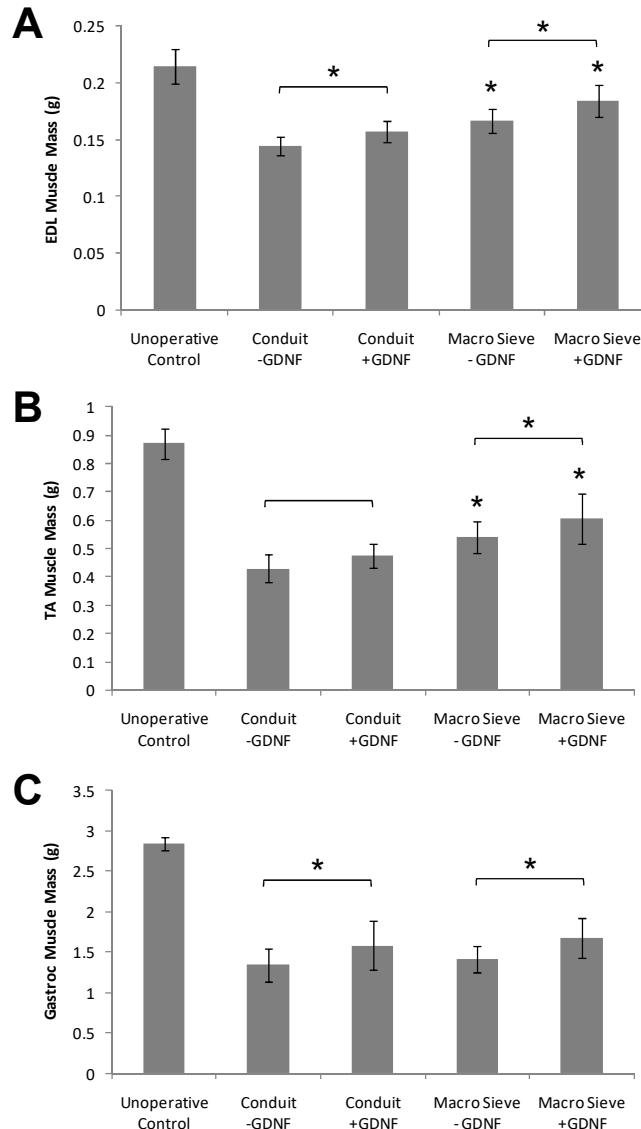 A
EDL Muscle Mass (g)
0.25
0.2
0.15
0.1
0.05
0
*
*
*
*
Unoperative Control
Conduit -GDNF
Conduit +GDNF
Macro Sieve - GDNF
Macro Sieve +GDNF
B
TA Muscle Mass (g)
1
0.9
0.8
0.7
0.6
0.5
0.4
0.3
0.2
0.1
0
*
*
*
Unoperative Control
Conduit -GDNF
Conduit +GDNF
Macro Sieve - GDNF
Macro Sieve +GDNF
C
Gastroc Muscle Mass (g)
3.5
3
2.5
2
1.5
1
0.5
0
*
*
Unoperative Control
Conduit -GDNF
Conduit +GDNF
Macro Sieve - GDNF
Macro Sieve +GDNF